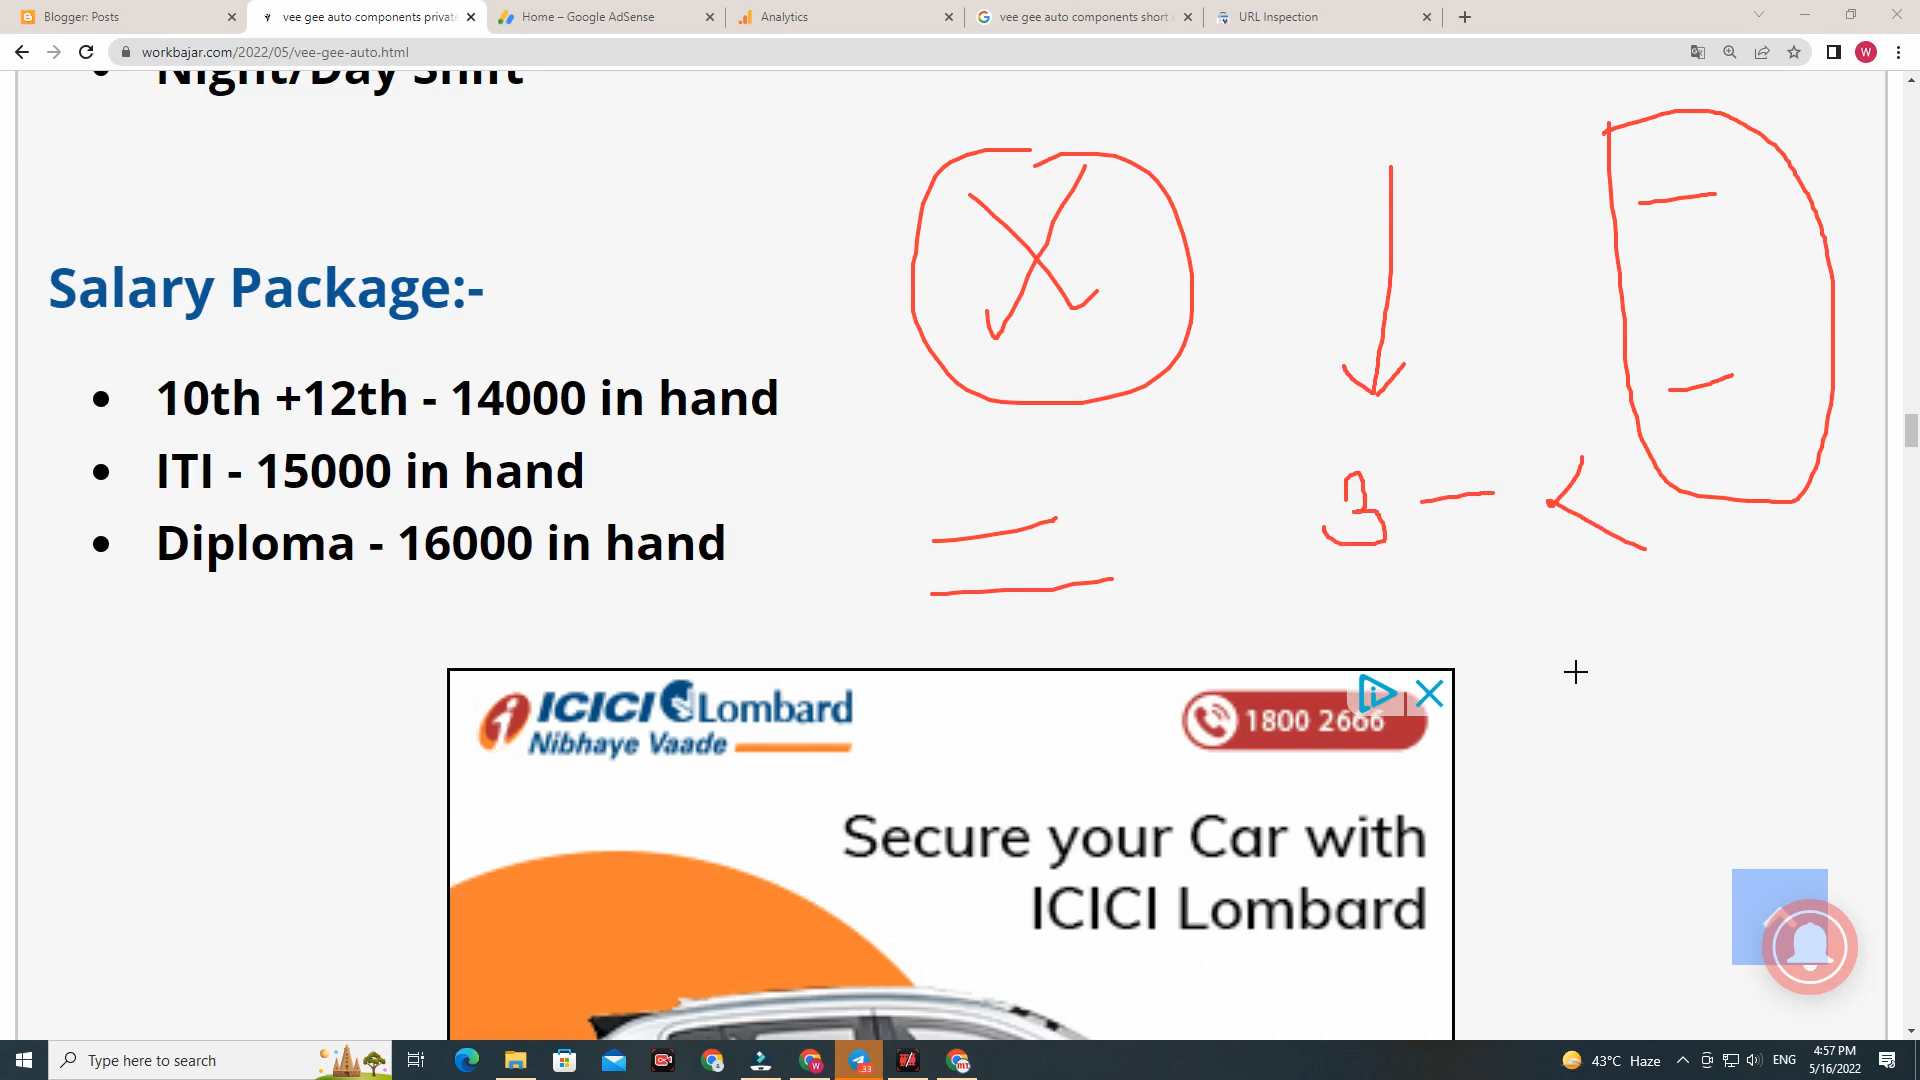 Blogger: Posts
vee gee auto components private
Home – Google AdSense
Analytics
vee gee auto components short
URL Inspection
workbajar.com/2022/05/vee-gee-auto.html
W
Night/Day Shift
Salary Package:-
• 10th +12th - 14000 in hand
• ITI - 15000 in hand
• Diploma - 16000 in hand
3 –
ICICI Lombard
Nibhaye Vaade
1800 2666
Secure your Car with
ICICI Lombard
Type here to search
33
43°C Haze
ENG
4:57 PM
5/16/2022